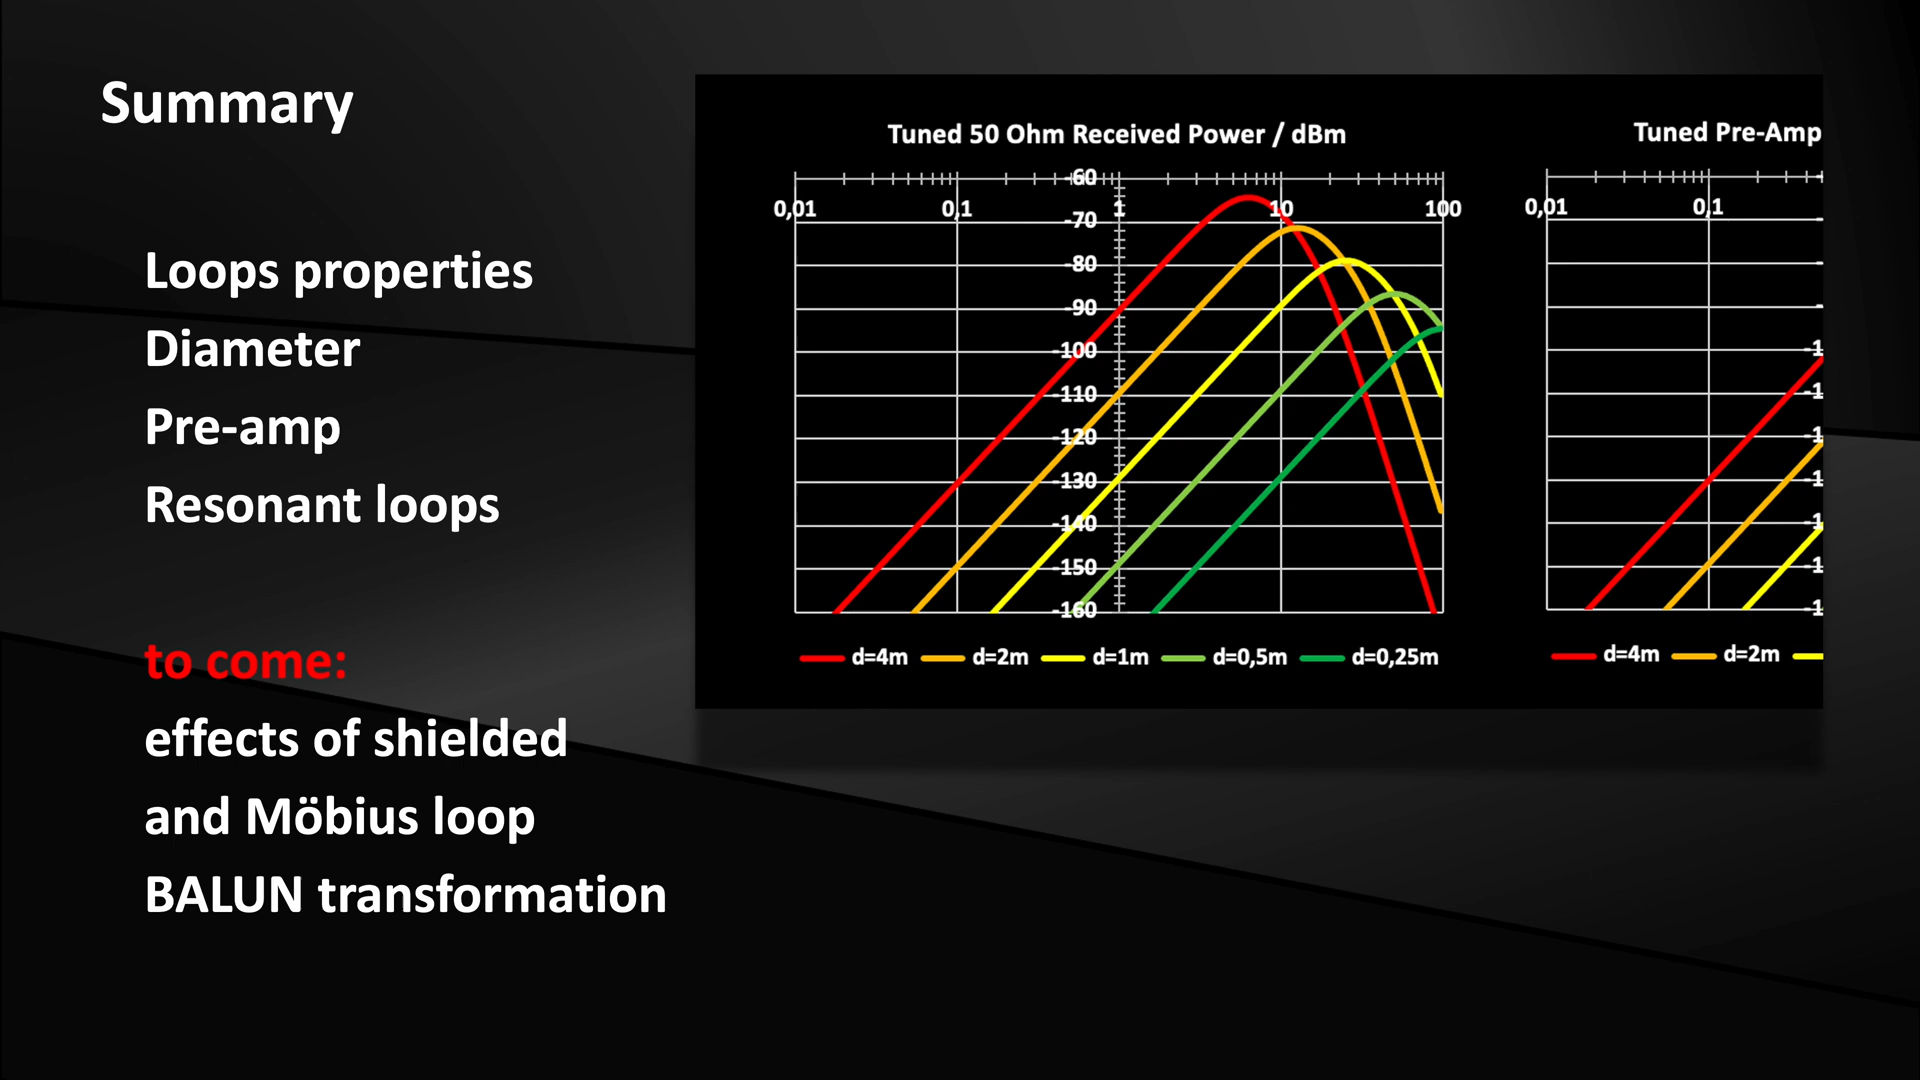 Summary
Loops properties
Diameter
Pre-amp
Resonant loops
to come:
effects of shielded
and Möbius loop
BALUN transformation
Tuned 50 Ohm Received Power / dBm
-60
0,01 0,1 1 10 100
-70
-80
-90
-100
-110
-120
-130
-140
-150
-160
d=4m d=2m d=1m d=0,5m d=0,25m
Tuned Pre-Amp
0,01 0,1
d=4m d=2m